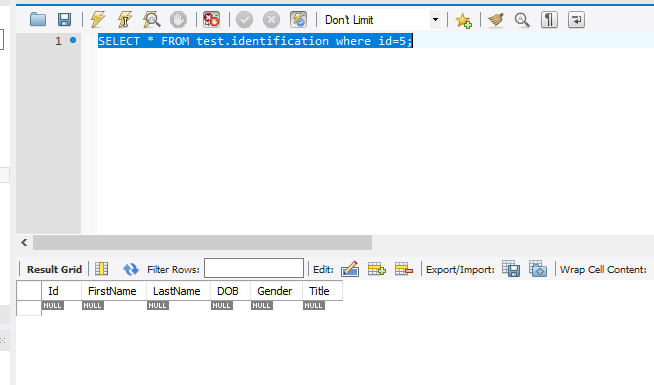 Don't Limit
1 SELECT * FROM test.identification where id=5;
Result Grid Filter Rows: Edit: Export/Import: Wrap Cell Content:
Id FirstName LastName DOB Gender Title
NULL NULL NULL NULL NULL NULL